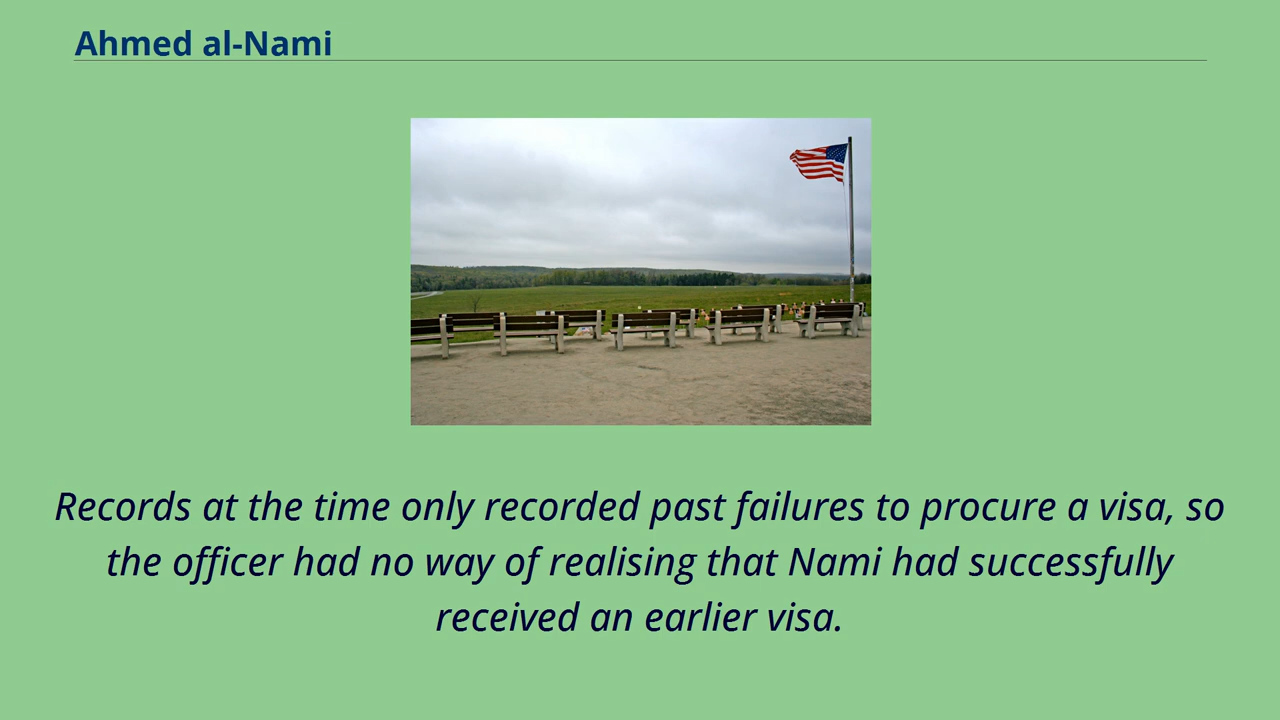 Ahmed al-Nami
Records at the time only recorded past failures to procure a visa, so
the officer had no way of realising that Nami had successfully
received an earlier visa.